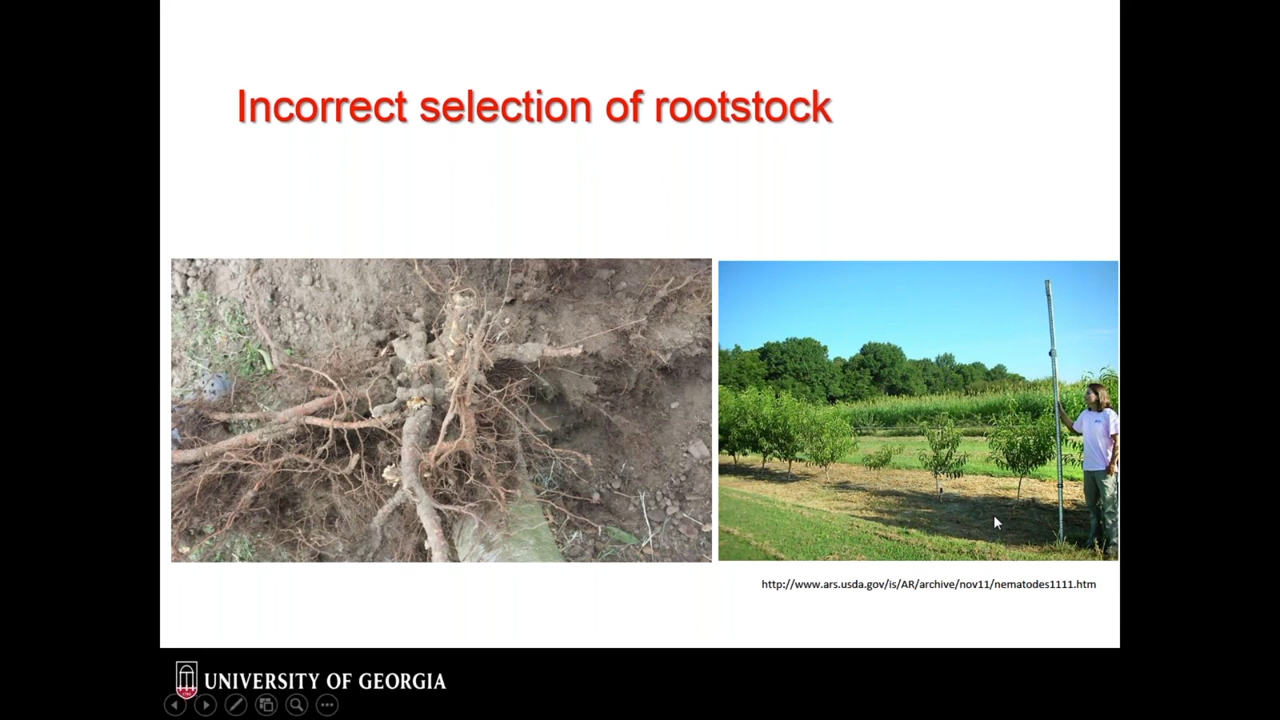 Incorrect selection of rootstock
http://www.ars.usda.gov/is/AR/archive/nov11/nematodes1111.htm
UNIVERSITY OF GEORGIA